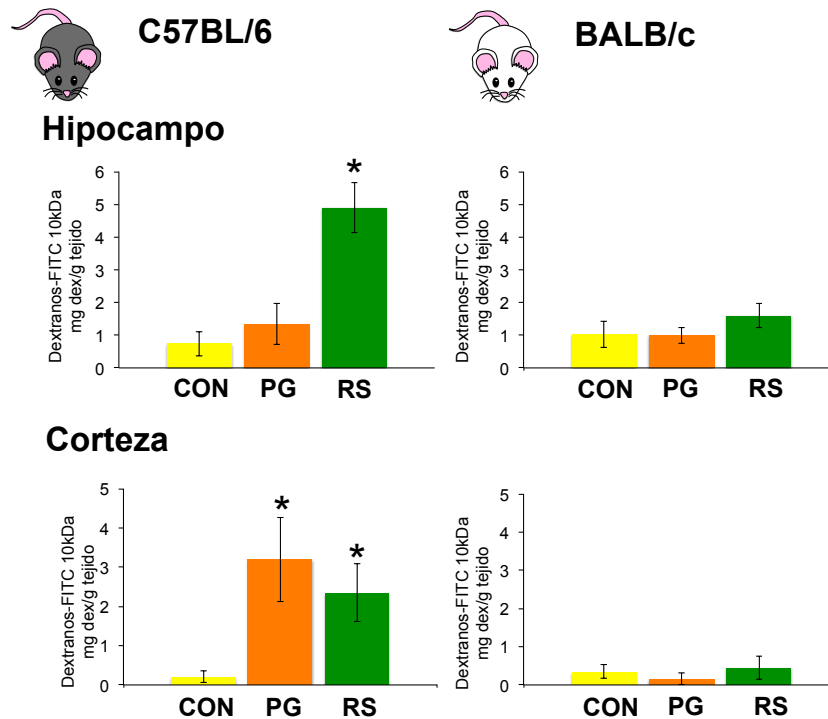 C57BL/6
BALB/c
Hipocampo
Dextranos-FITC 10kDa
mg dex/g tejido
6
5
4
3
2
1
0
*
CON PG RS
Dextranos-FITC 10kDa
mg dex/g tejido
6
5
4
3
2
1
0
CON PG RS
Corteza
Dextranos-FITC 10kDa
mg dex/g tejido
5
4
3
2
1
0
*
*
CON PG RS
Dextranos-FITC 10kDa
mg dex/g tejido
5
4
3
2
1
0
CON PG RS